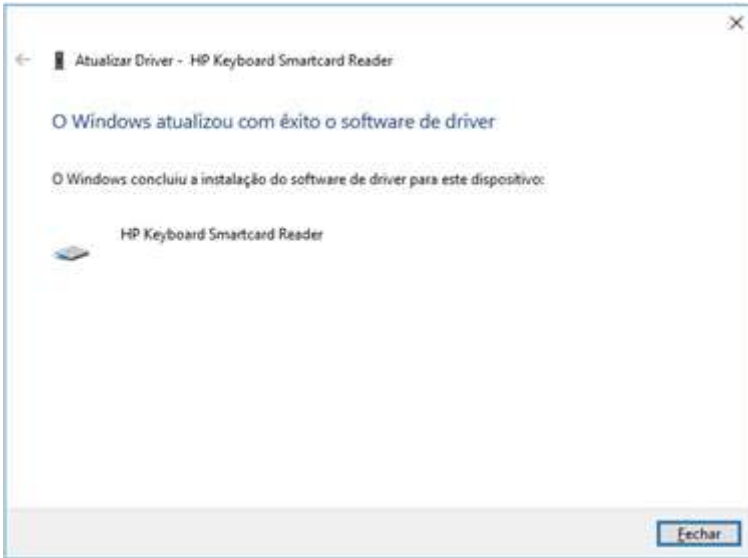 Atualizar Driver - HP Keyboard Smartcard Reader
O Windows atualizou com êxito o software de driver
O Windows concluiu a instalação do software de driver para este dispositivo:
HP Keyboard Smartcard Reader
Fechar